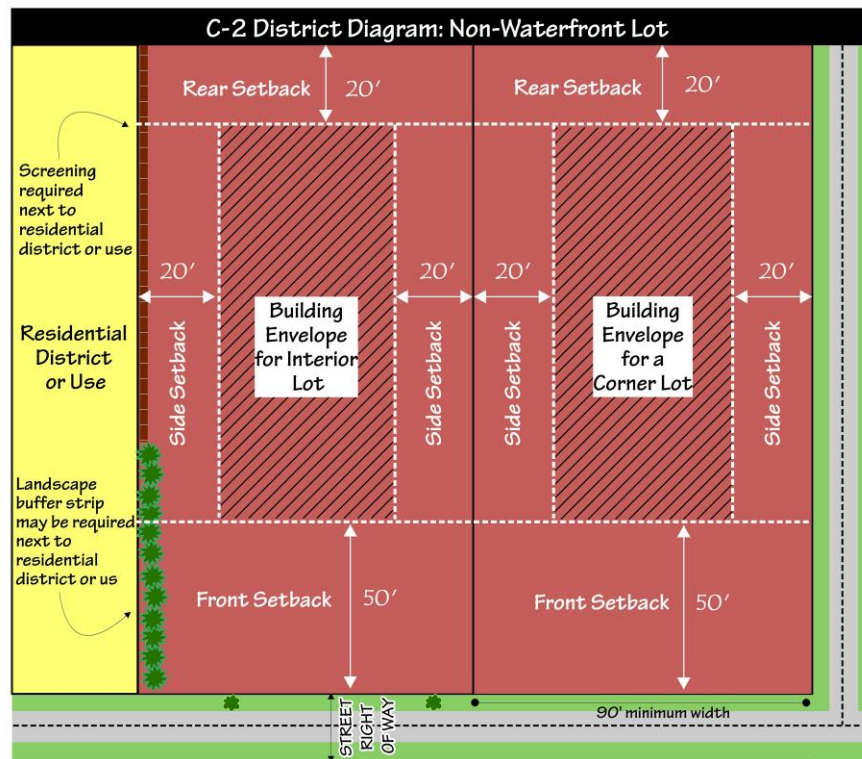 C-2 District Diagram: Non-Waterfront Lot
Rear Setback
20'
Rear Setback
20'
Screening
required
next to
residential
district or use
20'
20'
20'
20'
Residential
District
or Use
Side Setback
Building
Envelope
for Interior
Lot
Side Setback
Side Setback
Building
Envelope
for a
Corner Lot
Side Setback
Landscape
buffer strip
may be required
next to
residential
district or us
Front Setback
50'
Front Setback
50'
STREET
RIGHT
OF WAY
90' minimum width